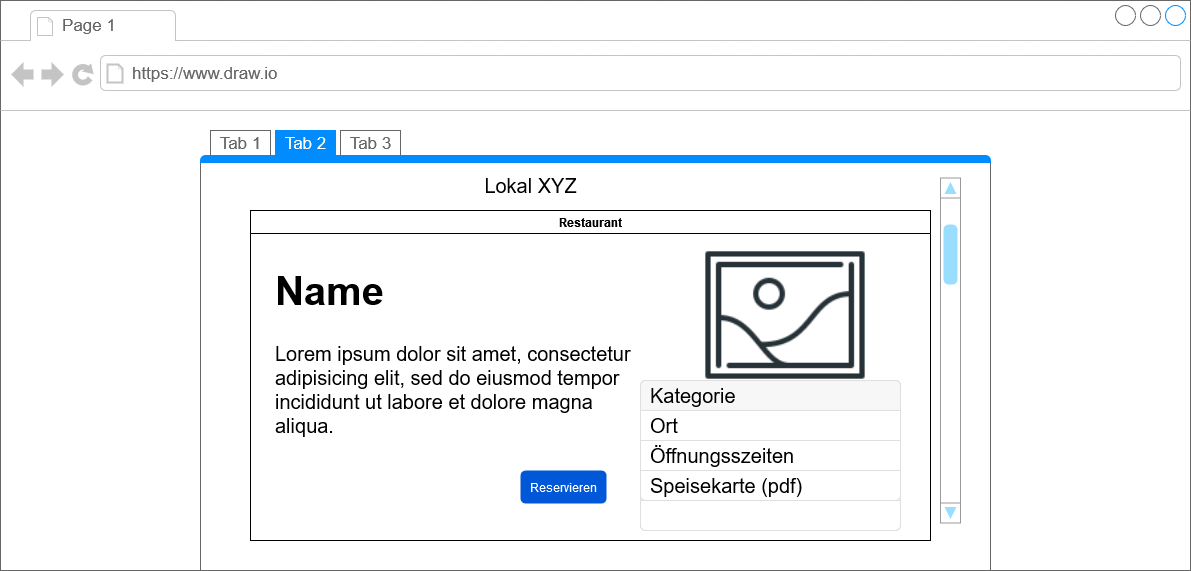 Page 1
https://www.draw.io
Tab 1 Tab 2 Tab 3
Lokal XYZ
Restaurant
Name
Lorem ipsum dolor sit amet, consectetur
adipisicing elit, sed do eiusmod tempor
incididunt ut labore et dolore magna
aliqua.
Kategorie
Ort
Öffnungsszeiten
Speisekarte (pdf)
Reservieren